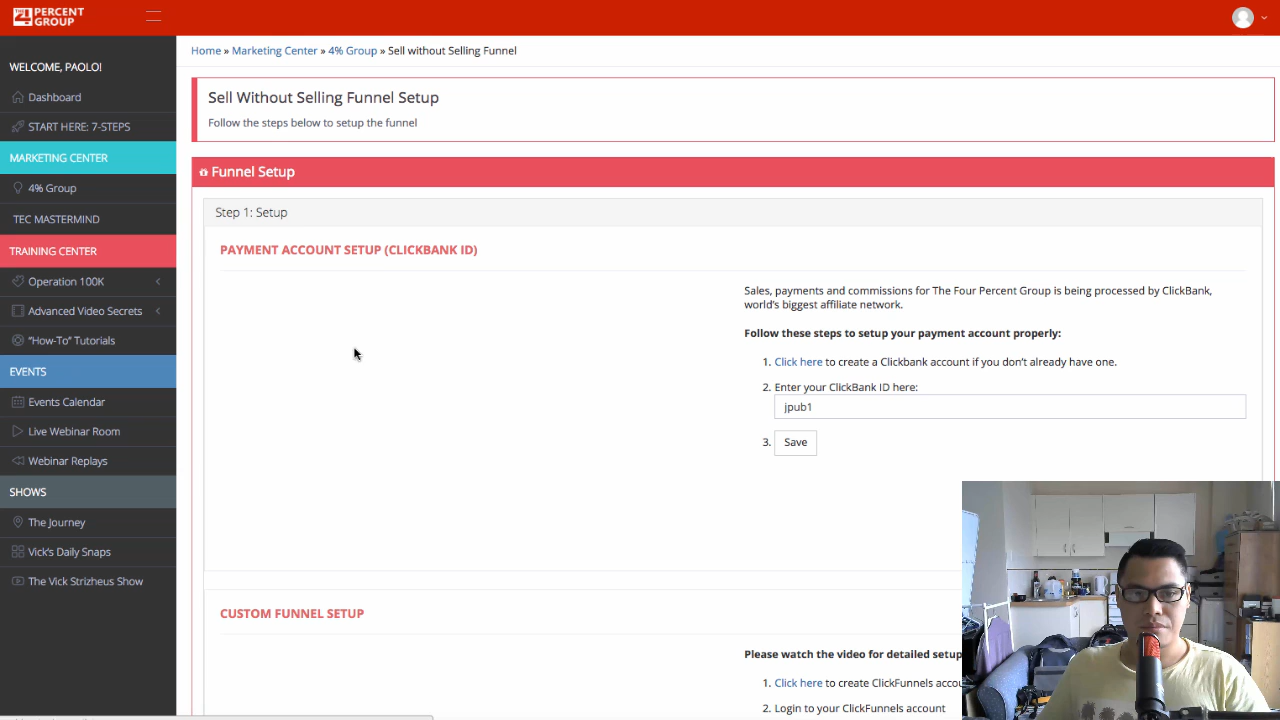 THE 4 PERCENT
GROUP
Home » Marketing Center » 4% Group » Sell without Selling Funnel
WELCOME, PAOLO!
Dashboard
START HERE: 7-STEPS
MARKETING CENTER
4% Group
TEC MASTERMIND
TRAINING CENTER
Operation 100K
Advanced Video Secrets
"How-To" Tutorials
EVENTS
Events Calendar
Live Webinar Room
Webinar Replays
SHOWS
The Journey
Vick's Daily Snaps
The Vick Strizheus Show
Sell Without Selling Funnel Setup
Follow the steps below to setup the funnel
Funnel Setup
Step 1: Setup
PAYMENT ACCOUNT SETUP (CLICKBANK ID)
Sales, payments and commissions for The Four Percent Group is being processed by ClickBank,
world's biggest affiliate network.
Follow these steps to setup your payment account properly:
1. Click here to create a Clickbank account if you don't already have one.
2. Enter your ClickBank ID here:
jpub1
3. Save
CUSTOM FUNNEL SETUP
Please watch the video for detailed setup
1. Click here to create ClickFunnels
2. Login to your ClickFunnels account